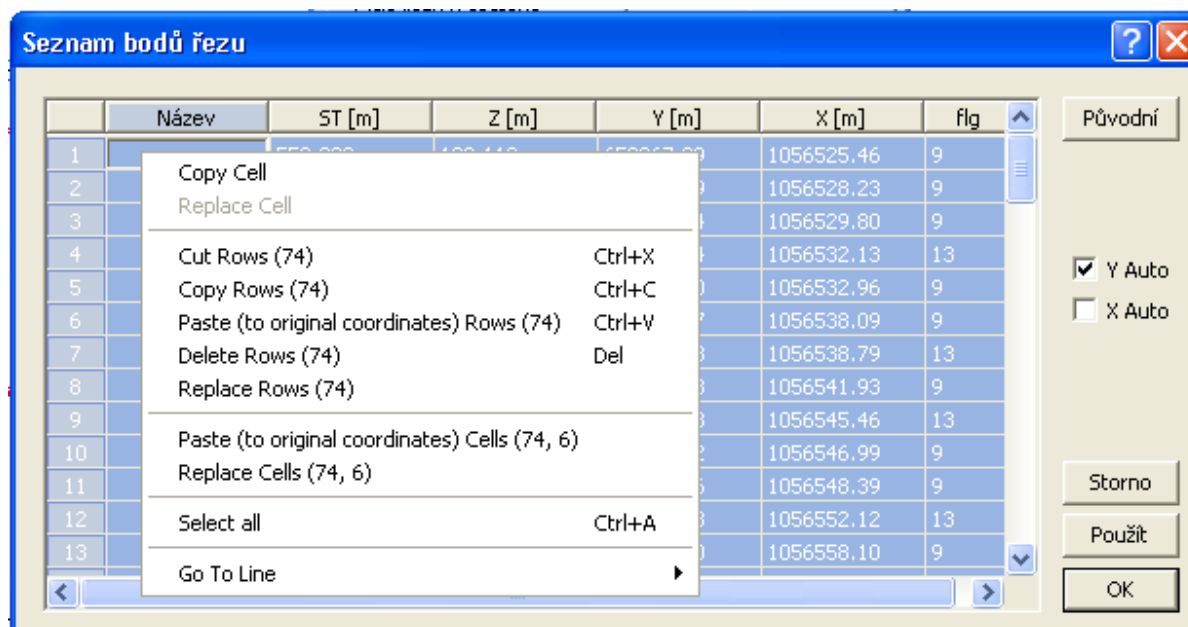 Seznam bodů řezu
Název ST [m] Z [m] Y [m] X [m] flg
Původní
1 1056525.46 9
2 1056528.23 9
3 1056529.80 9
4 1056532.13 13
5 1056532.96 9
6 1056538.09 9
7 1056538.79 13
8 1056541.93 9
9 1056545.46 13
10 1056546.99 9
11 1056548.39 9
12 1056552.12 13
13 1056558.10 9
Copy Cell
Replace Cell
Cut Rows (74) Ctrl+X
Copy Rows (74) Ctrl+C
Paste (to original coordinates) Rows (74) Ctrl+V
Delete Rows (74) Del
Replace Rows (74)
Paste (to original coordinates) Cells (74, 6)
Replace Cells (74, 6)
Select all Ctrl+A
Go To Line
Y Auto
X Auto
Storno
Použít
OK